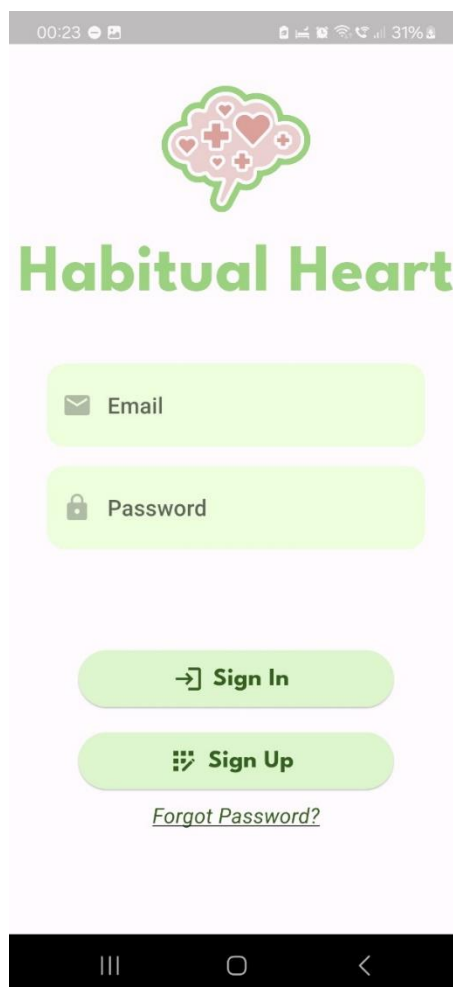 00:23 31%
Habitual Heart
Email
Password
Sign In
Sign Up
Forgot Password?